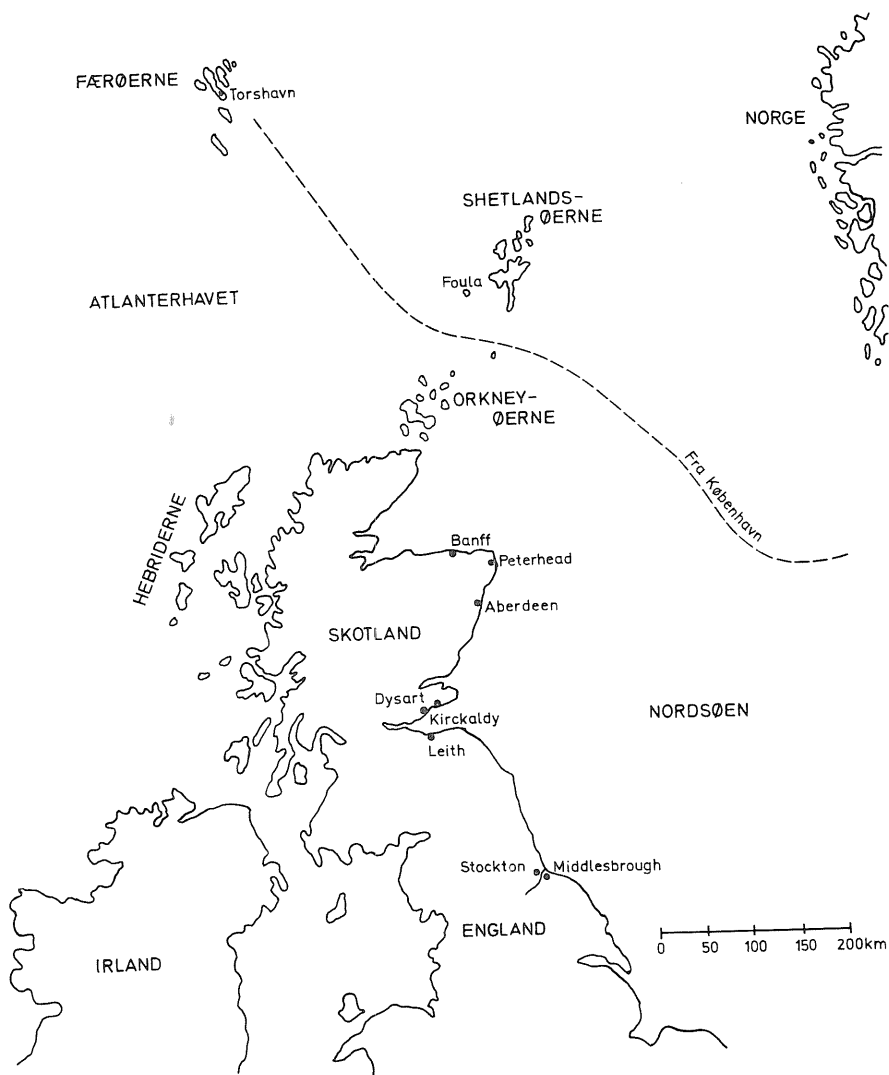 FÆRØERNE
Torshavn
NORGE
SHETLANDS-
ØERNE
Foula
ATLANTERHAVET
ORKNEY-
ØERNE
Fra København
HEBRIDERNE
Banff
Peterhead
Aberdeen
SKOTLAND
Dysart
Kirckaldy
Leith
NORDSØEN
Stockton
Middlesbrough
ENGLAND
IRLAND
0 50 100 150 200km